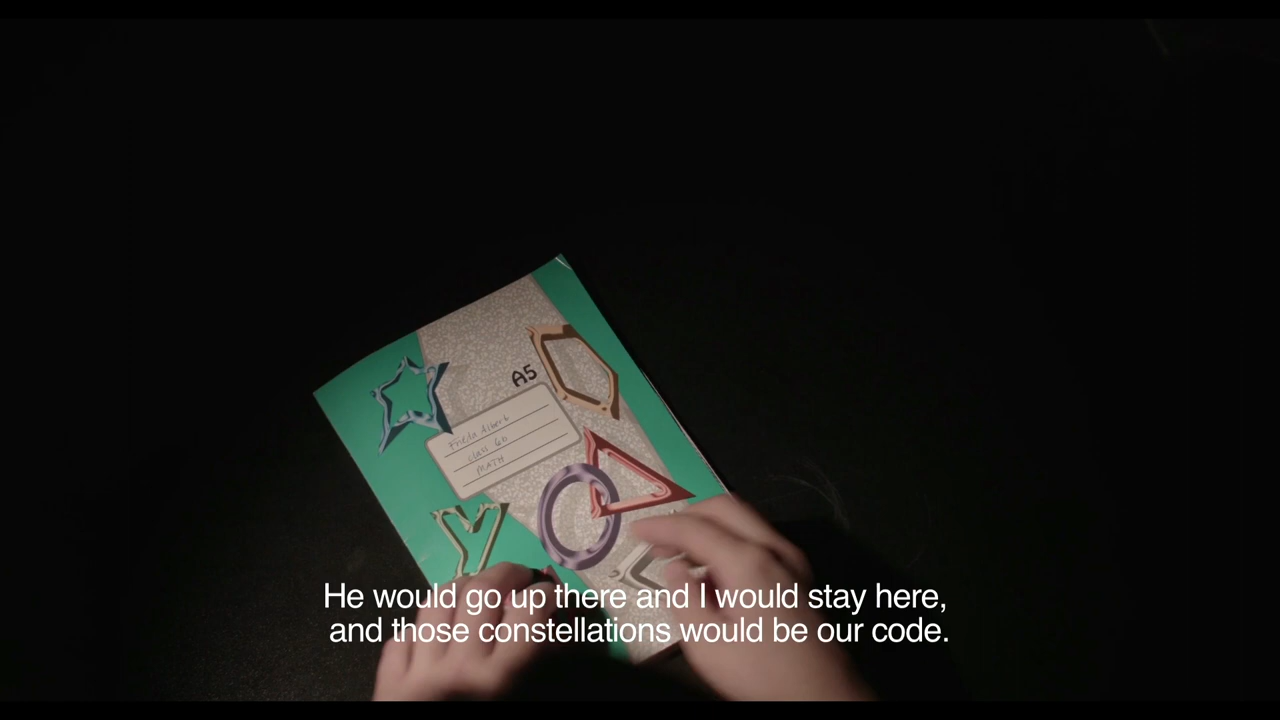 A5
Frieda Albert
class 6b
MATH
He would go up there and I would stay here,
and those constellations would be our code.